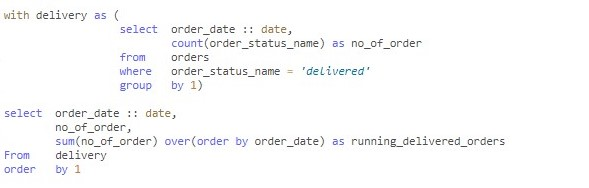 with delivery as (
select order_date :: date,
count(order_status_name) as no_of_order
from orders
where order_status_name = 'delivered'
group by 1)
select order_date :: date,
no_of_order,
sum(no_of_order) over(order by order_date) as running_delivered_orders
From delivery
order by 1